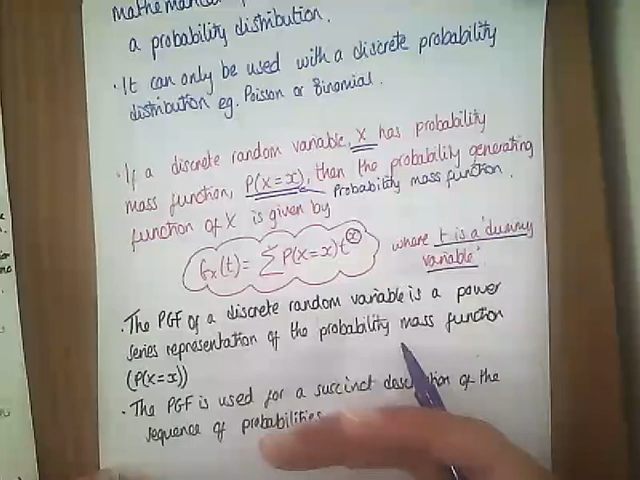 a probability distribution.
· It can only be used with a discrete probability
distribution eg. Poisson or Binomial.
· If a discrete random variable, X has probability
mass function, P(X=x), then the probability generating
Probability mass function.
function of X is given by
Gx(t) = ΣP(X=x)t^x where t is a 'dummy
variable'
· The PGF of a discrete random variable is a power
series representation of the probability mass function
(P(X=x))
· The PGF is used for a succinct of the
sequence of probabilities